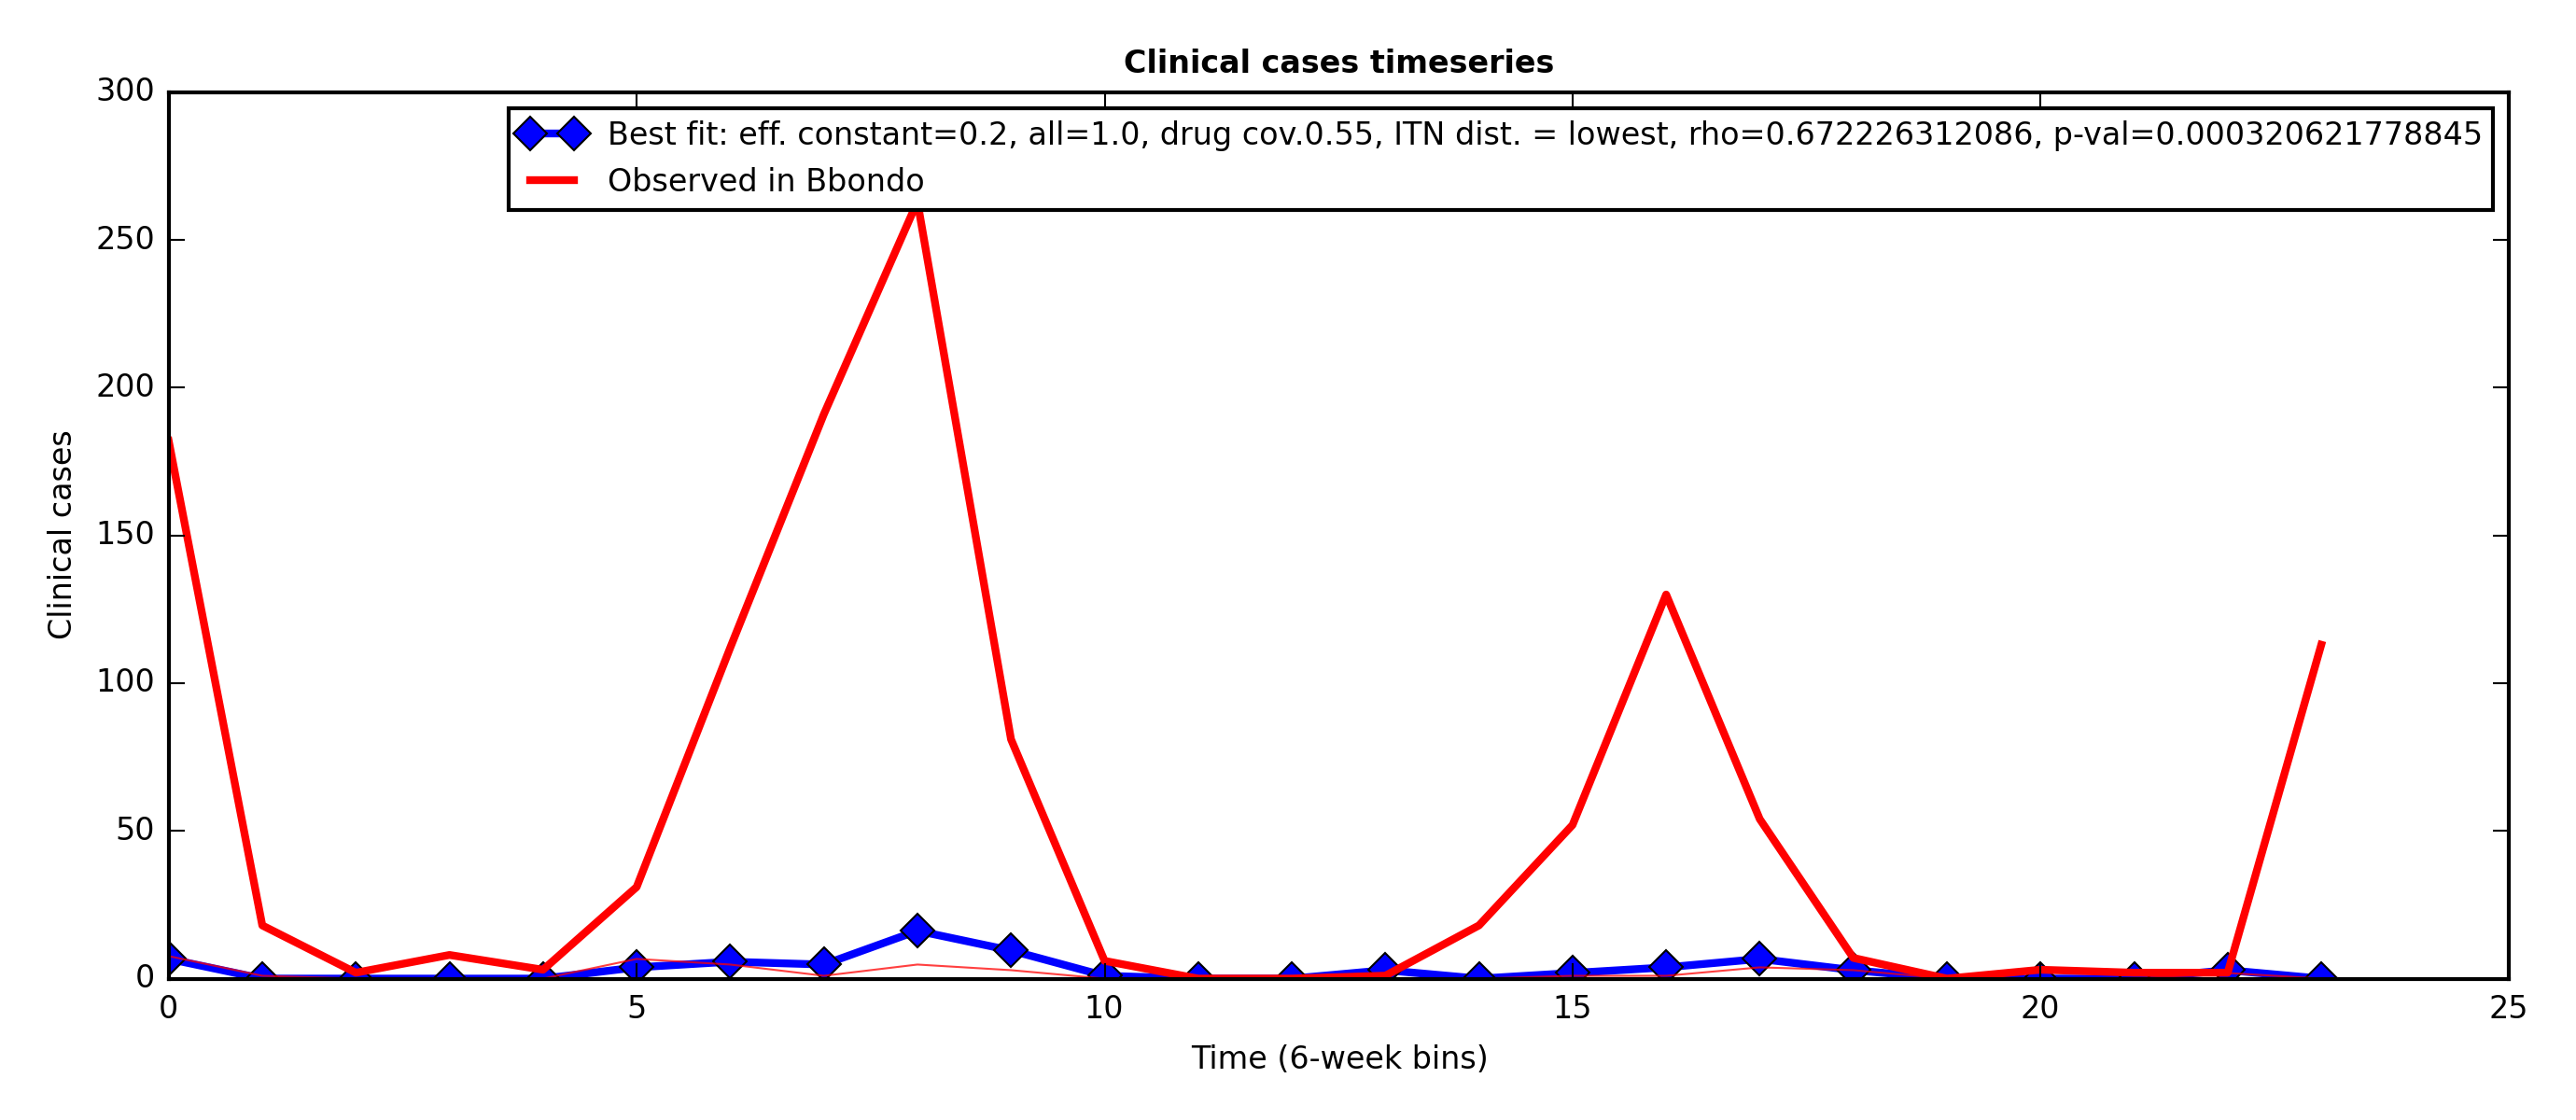 Clinical cases timeseries
300
250
200
150
100
50
0
Clinical cases
Best fit: eff. constant=0.2, all=1.0, drug cov.0.55, ITN dist. = lowest, rho=0.672226312086, p-val=0.000320621778845
Observed in Bbondo
0 5 10 15 20 25
Time (6-week bins)